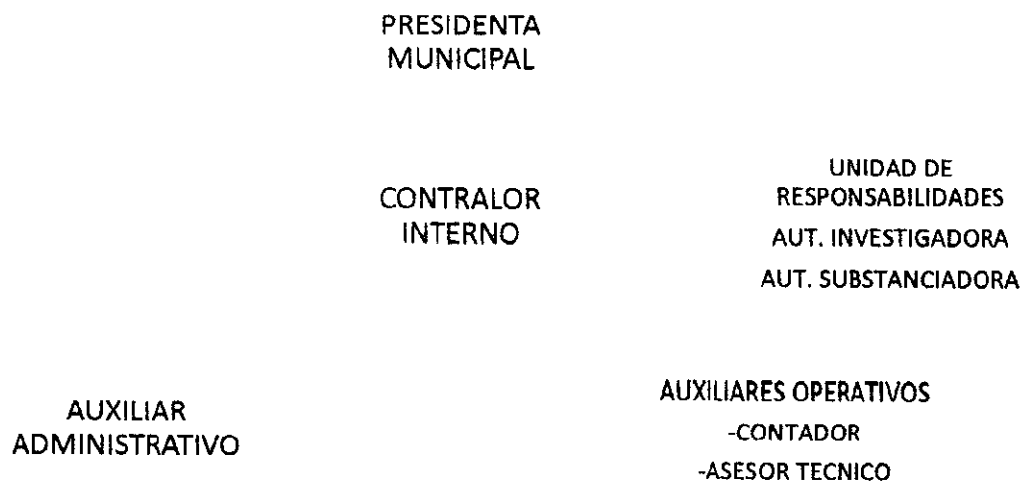 PRESIDENTA
MUNICIPAL
CONTRALOR
INTERNO
UNIDAD DE
RESPONSABILIDADES
AUT. INVESTIGADORA
AUT. SUBSTANCIADORA
AUXILIAR
ADMINISTRATIVO
AUXILIARES OPERATIVOS
-CONTADOR
-ASESOR TECNICO